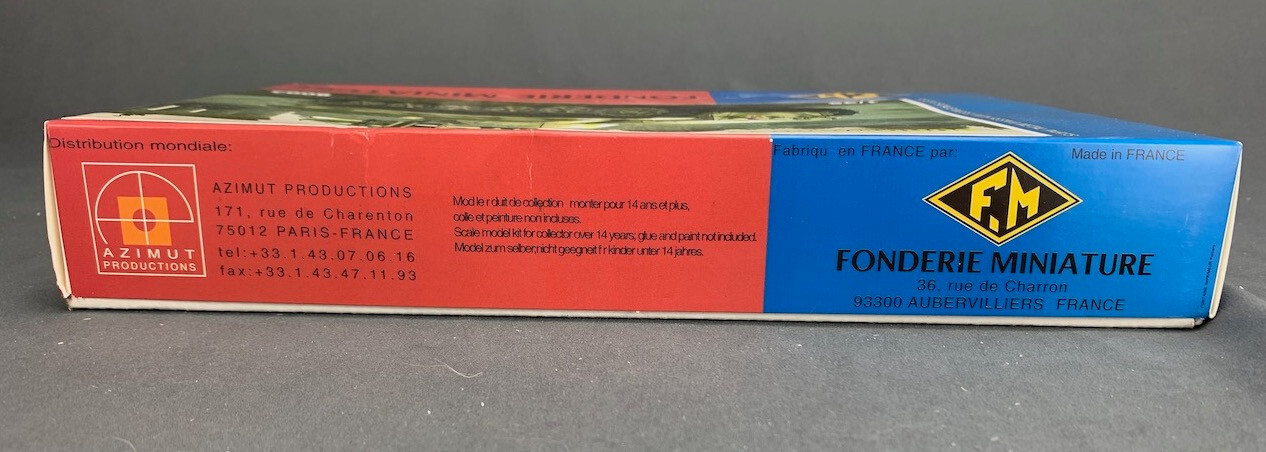 FONDERIE MINIATURE
Distribution mondiale:
AZIMUT
PRODUCTIONS
AZIMUT PRODUCTIONS
171, rue de Charenton
75012 PARIS-FRANCE
tel:+33.1.43.07.06.16
fax:+33.1.43.47.11.93
Mod le r duit de collection  monter pour 14 ans et plus,
colle et peinture non incluses.
Scale model kit for collector over 14 years; glue and paint not included.
Model zum selber,nicht geegneit f r kinder unter 14 jahres.
Fabriqu  en FRANCE par:
Made in FRANCE
F.M
FONDERIE MINIATURE
36, rue de Charron
93300 AUBERVILLIERS FRANCE